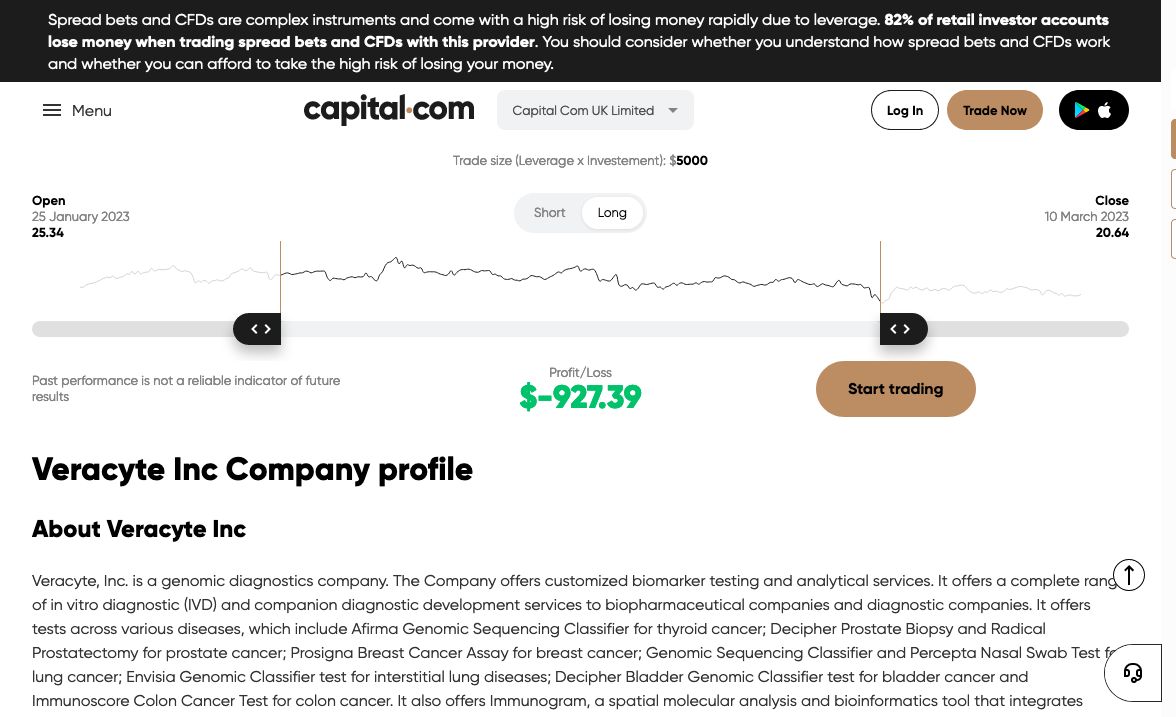 Spread bets and CFDs are complex instruments and come with a high risk of losing money rapidly due to leverage. 82% of retail investor accounts
lose money when trading spread bets and CFDs with this provider. You should consider whether you understand how spread bets and CFDs work
and whether you can afford to take the high risk of losing your money.
Menu
capital.com
Capital Com UK Limited
Log In
Trade Now
Trade size (Leverage x Investement): $5000
Open
25 January 2023
25.34
Short
Long
Close
10 March 2023
20.64
Past performance is not a reliable indicator of future
results
Profit/Loss
$-927.39
Start trading
Veracyte Inc Company profile
About Veracyte Inc
Veracyte, Inc. is a genomic diagnostics company. The Company offers customized biomarker testing and analytical services. It offers a complete rang
of in vitro diagnostic (IVD) and companion diagnostic development services to biopharmaceutical companies and diagnostic companies. It offers
tests across various diseases, which include Afirma Genomic Sequencing Classifier for thyroid cancer; Decipher Prostate Biopsy and Radical
Prostatectomy for prostate cancer; Prosigna Breast Cancer Assay for breast cancer; Genomic Sequencing Classifier and Percepta Nasal Swab Test
lung cancer; Envisia Genomic Classifier test for interstitial lung diseases; Decipher Bladder Genomic Classifier test for bladder cancer and
Immunoscore Colon Cancer Test for colon cancer. It also offers Immunogram, a spatial molecular analysis and bioinformatics tool that integrates